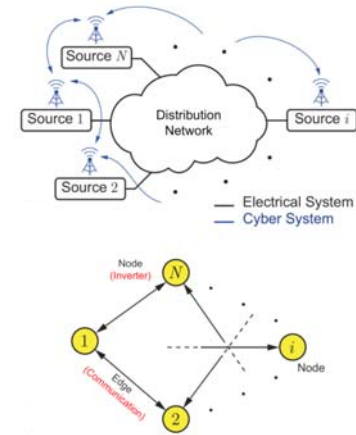 Source N
Source 1
Distribution
Network
Source i
Source 2
Electrical System
Cyber System
Node
(Inverter)
N
1
i
Edge
(Communication)
Node
2